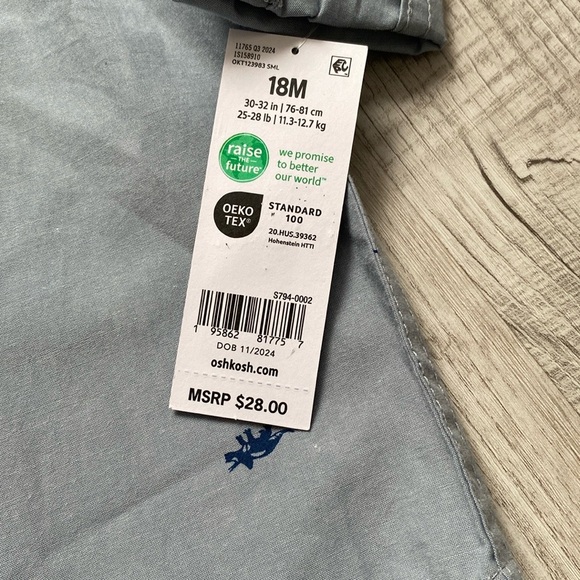 11765 Q3 2024
1S158910
OKT123983 SML
18M
30-32 in | 76-81 cm
25-28 lb | 11.3-12.7 kg
raise
THE
future
we promise
to better
our world™
OEKO
TEX®
STANDARD
100
20.HUS.39362
Hohenstein HTTI
S794-0002
1 95862 81775 7
DOB 11/2024
oshkosh.com
MSRP $28.00